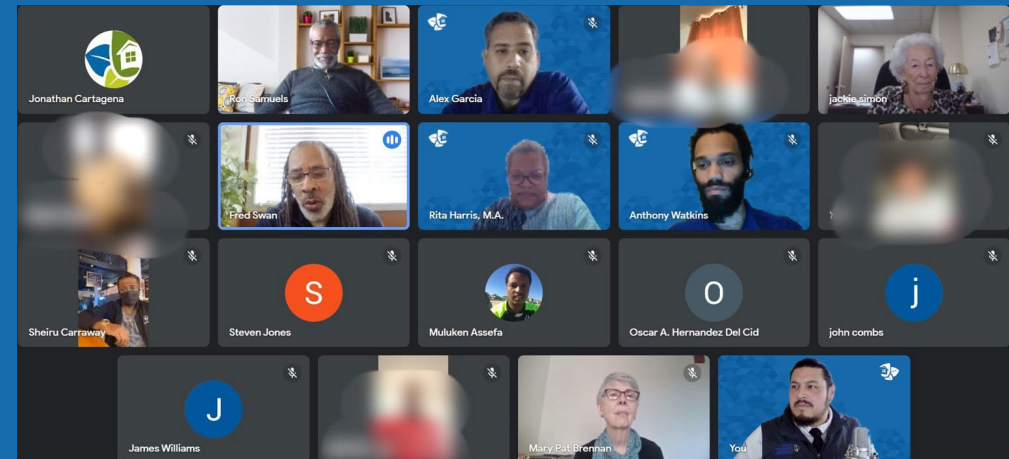 Jonathan Cartagena
Ron Samuels
Alex Garcia
jackie simon
Fred Swan
Rita Harris, M.A.
Anthony Watkins
Sheiru Carraway
S
Steven Jones
Muluken Assefa
O
Oscar A. Hernandez Del Cid
j
john combs
J
James Williams
Mary Pat Brennan
You